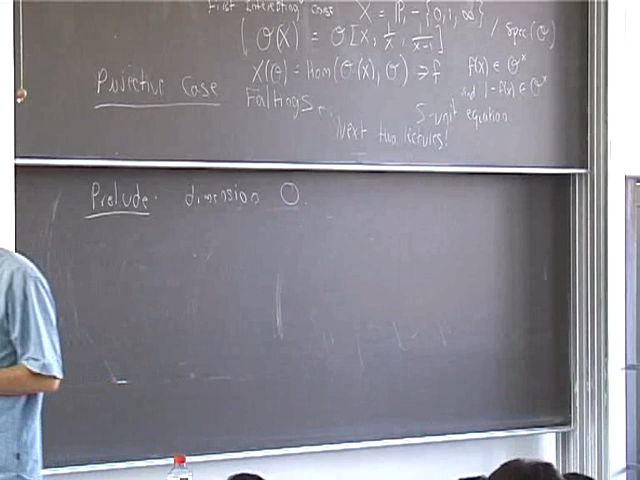 First Interesting Case X = P¹ - {0, 1, ∞}
( O(X) = O[X, 1/x, 1/x-1] / Spec(O)
X(O) = Hom(O(X), O) ∋ f f(x) ∈ O^x
and 1-f(x) ∈ O^x
Projective Case Faltings
S-unit equation.
Next two lectures!
Prelude: dimension 0.